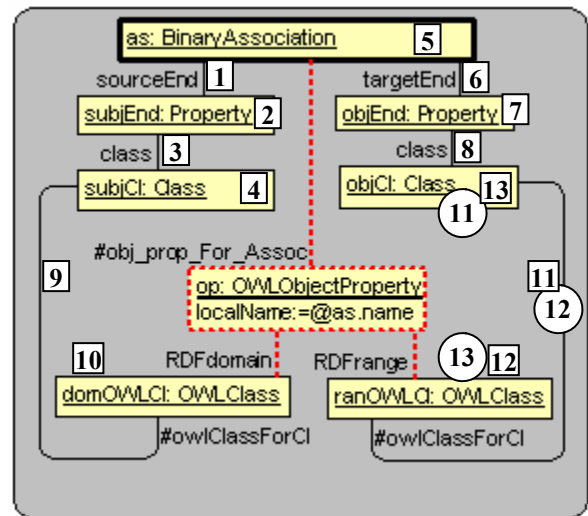 as: BinaryAssociation 5
sourceEnd 1 targetEnd 6
subjEnd: Property 2 objEnd: Property 7
class 3 class 8
subjCl: Class 4 objCl: Class 13
11
#obj_prop_For_Assoc
9 11
op: OWLObjectProperty
12
localName:=@as.name
10 RDFdomain RDFrange 13 12
domOWLCl: OWLClass ranOWLCl: OWLClass
#owlClassForCl #owlClassForCl